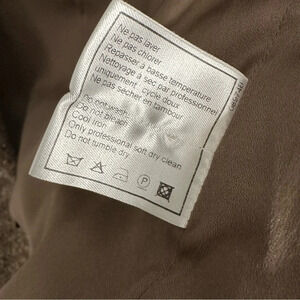 Ne pas laver
Ne pas chlorer
Repasser à basse température
Nettoyage à sec par professionnel
uniquement, cycle doux
Ne pas sécher en tambour
Do not wash
Do not bleach
Cool iron
Only professional soft dry clean
Do not tumble dry
P